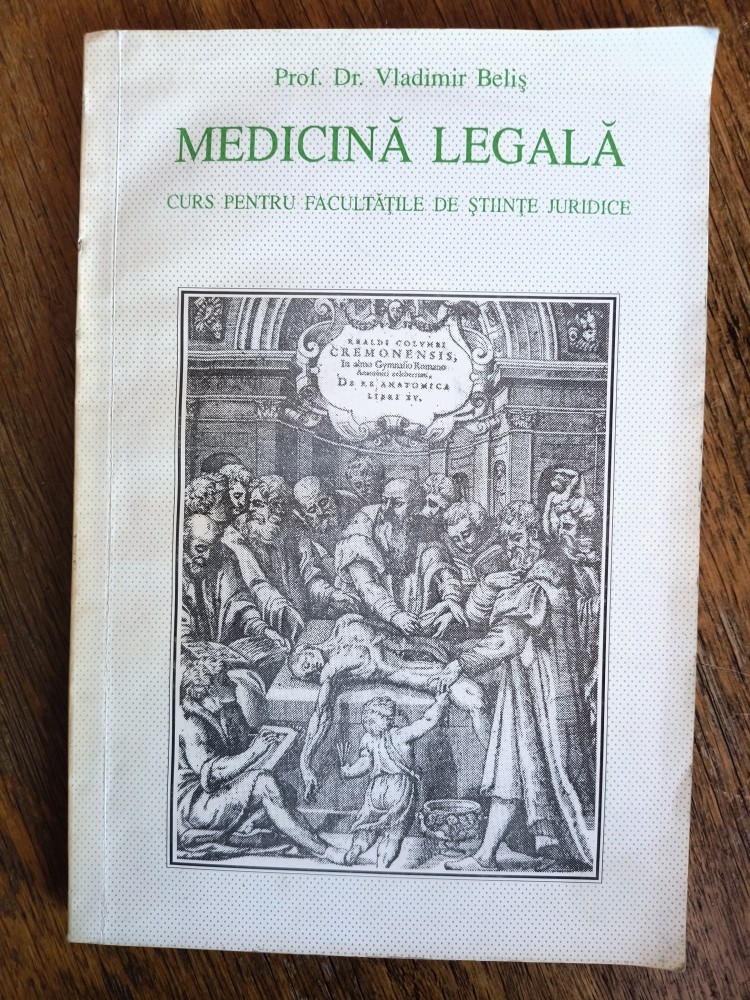 Prof. Dr. Vladimir Beliş
MEDICINĂ LEGALĂ
CURS PENTRU FACULTĂŢILE DE ŞTIINŢE JURIDICE
REALDI COLVMBI
CREMONENSIS,
In almo Gymnasio Romano
Anatomici celeberrimi,
DE RE ANATOMICA
LIBRI XV.